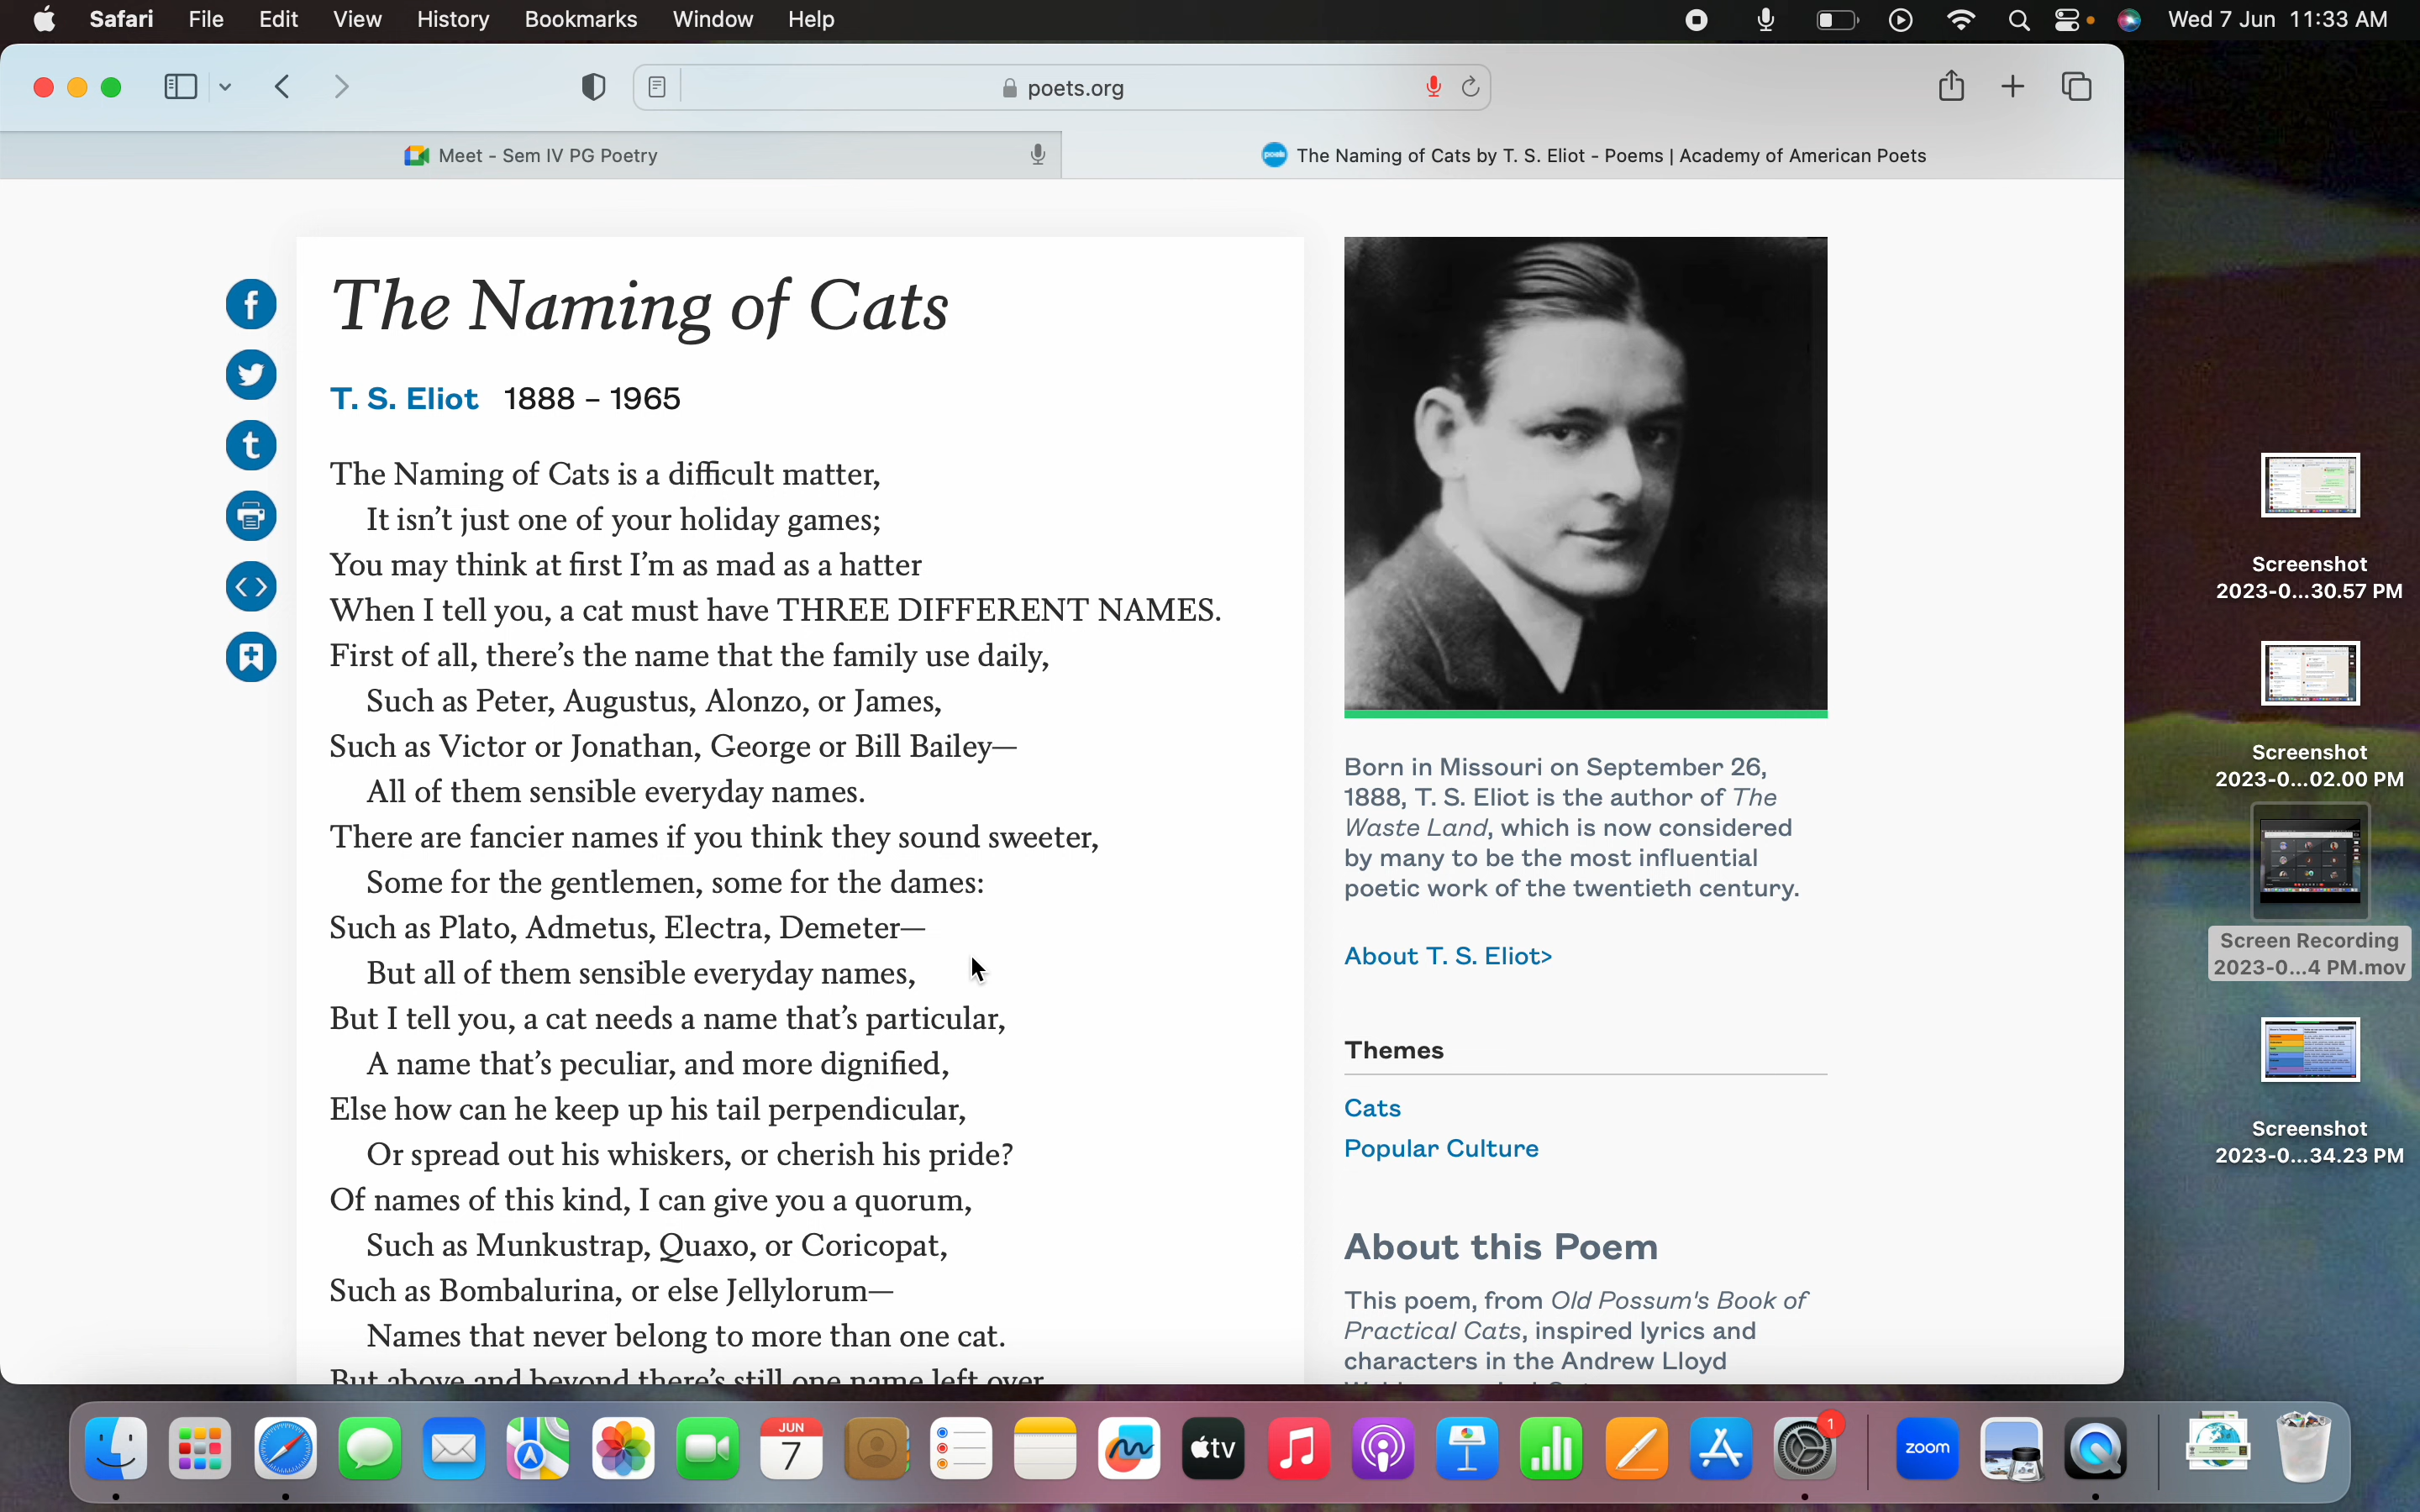 Safari File Edit View History Bookmarks Window Help Wed 7 Jun 11:33 AM
poets.org
Meet - Sem IV PG Poetry
poets The Naming of Cats by T. S. Eliot - Poems | Academy of American Poets
The Naming of Cats
T. S. Eliot 1888 – 1965
The Naming of Cats is a difficult matter,
It isn’t just one of your holiday games;
You may think at first I’m as mad as a hatter
When I tell you, a cat must have THREE DIFFERENT NAMES.
First of all, there’s the name that the family use daily,
Such as Peter, Augustus, Alonzo, or James,
Such as Victor or Jonathan, George or Bill Bailey—
All of them sensible everyday names.
There are fancier names if you think they sound sweeter,
Some for the gentlemen, some for the dames:
Such as Plato, Admetus, Electra, Demeter—
But all of them sensible everyday names,
But I tell you, a cat needs a name that’s particular,
A name that’s peculiar, and more dignified,
Else how can he keep up his tail perpendicular,
Or spread out his whiskers, or cherish his pride?
Of names of this kind, I can give you a quorum,
Such as Munkustrap, Quaxo, or Coricopat,
Such as Bombalurina, or else Jellylorum—
Names that never belong to more than one cat.
But above and beyond there’s still one name left over,
Born in Missouri on September 26,
1888, T. S. Eliot is the author of The
Waste Land, which is now considered
by many to be the most influential
poetic work of the twentieth century.
About T. S. Eliot>
Themes
Cats
Popular Culture
About this Poem
This poem, from Old Possum's Book of
Practical Cats, inspired lyrics and
characters in the Andrew Lloyd
Screenshot
2023-0...30.57 PM
Screenshot
2023-0...02.00 PM
Screen Recording
2023-0...4 PM.mov
Screenshot
2023-0...34.23 PM
JUN
7
tv
1
zoom